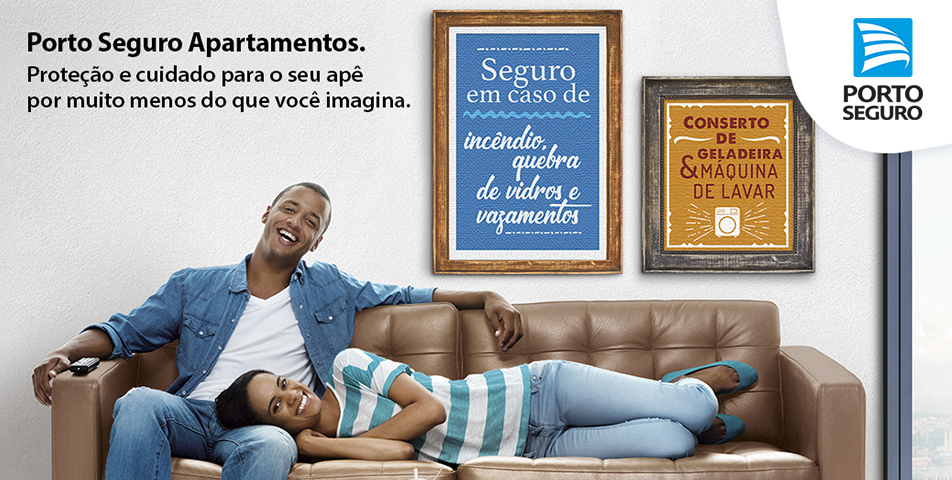 Porto Seguro Apartamentos.
Proteção e cuidado para o seu apê
por muito menos do que você imagina.
Seguro
em caso de
incêndio,
quebra
de vidros e
vazamentos
CONSERTO
DE
GELADEIRA
& MÁQUINA
DE LAVAR
PORTO
SEGURO